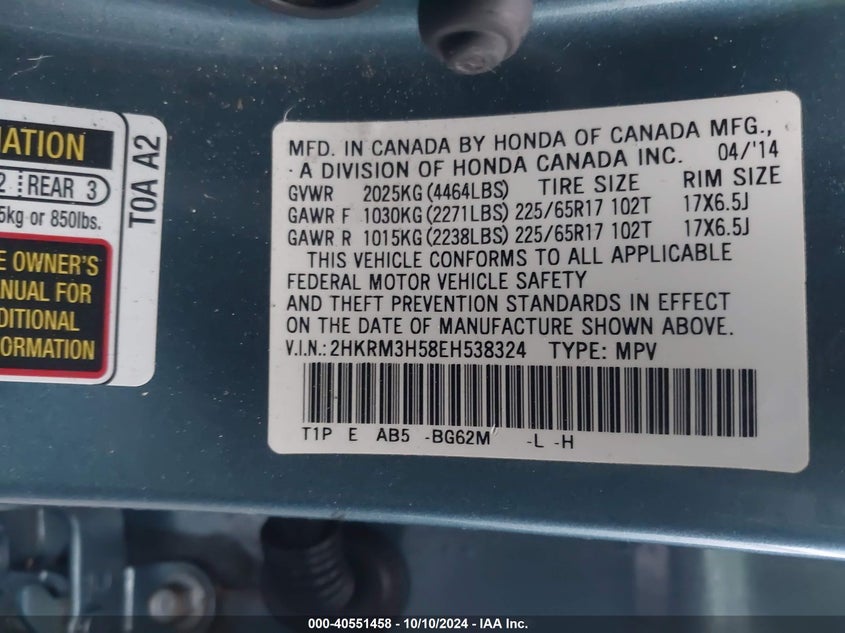 MATION
2 REAR 3
5kg or 850lbs.
E OWNER'S
NUAL FOR
DITIONAL
ORMATION
T0A A2
MFD. IN CANADA BY HONDA OF CANADA MFG.,
A DIVISION OF HONDA CANADA INC. 04/'14
GVWR 2025KG (4464LBS) TIRE SIZE RIM SIZE
GAWR F 1030KG (2271LBS) 225/65R17 102T 17X6.5J
GAWR R 1015KG (2238LBS) 225/65R17 102T 17X6.5J
THIS VEHICLE CONFORMS TO ALL APPLICABLE
FEDERAL MOTOR VEHICLE SAFETY
AND THEFT PREVENTION STANDARDS IN EFFECT
ON THE DATE OF MANUFACTURE SHOWN ABOVE.
V.I.N.: 2HKRM3H58EH538324 TYPE: MPV
T1P E AB5 -BG62M -L -H
000-40551458 - 10/10/2024 - IAA Inc.